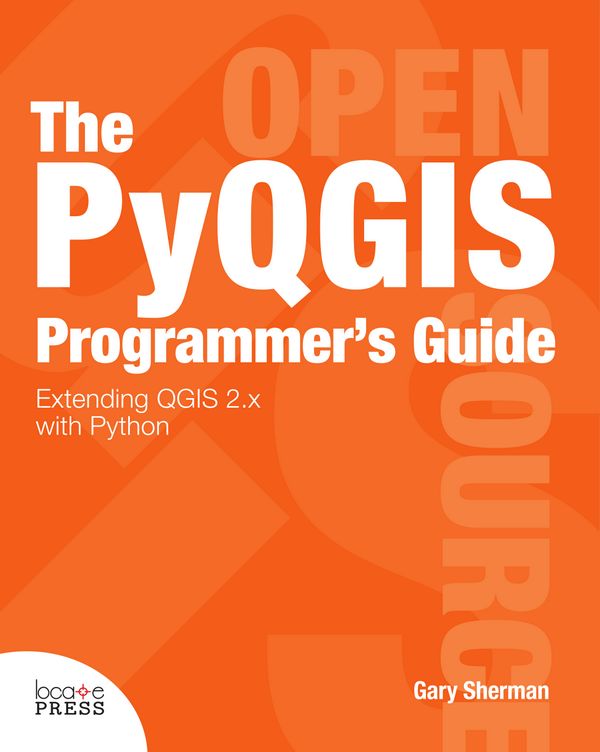 OPEN
The
PyQGIS
Programmer’s Guide
Extending QGIS 2.x
with Python
SOURCE
Gary Sherman
locate
PRESS